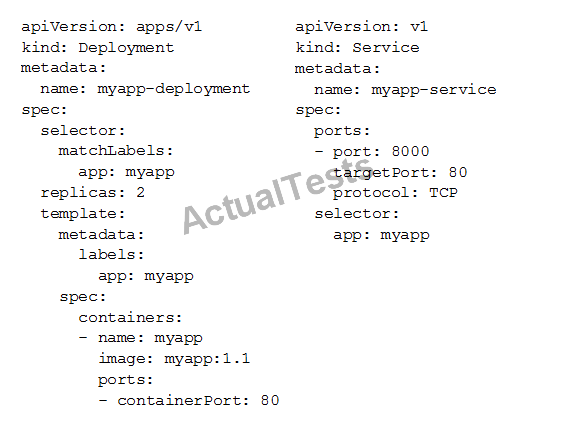 apiVersion: apps/v1
kind: Deployment
metadata:
  name: myapp-deployment
spec:
  selector:
    matchLabels:
      app: myapp
  replicas: 2
  template:
    metadata:
      labels:
        app: myapp
    spec:
      containers:
      - name: myapp
        image: myapp:1.1
        ports:
        - containerPort: 80
apiVersion: v1
kind: Service
metadata:
  name: myapp-service
spec:
  ports:
  - port: 8000
    targetPort: 80
    protocol: TCP
  selector:
    app: myapp
ActualTests